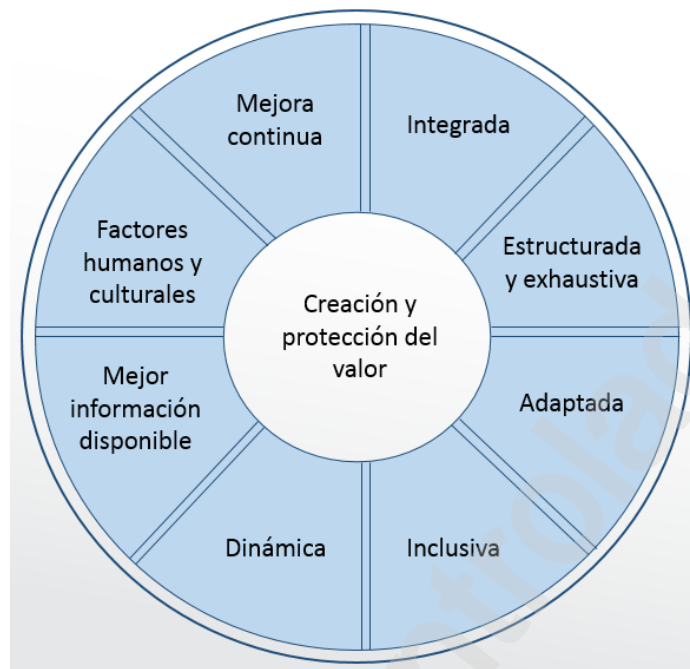 Mejora
continua
Integrada
Factores
humanos y
culturales
Estructurada
y exhaustiva
Creación y
protección del
valor
Mejor
información
disponible
Adaptada
Dinámica
Inclusiva